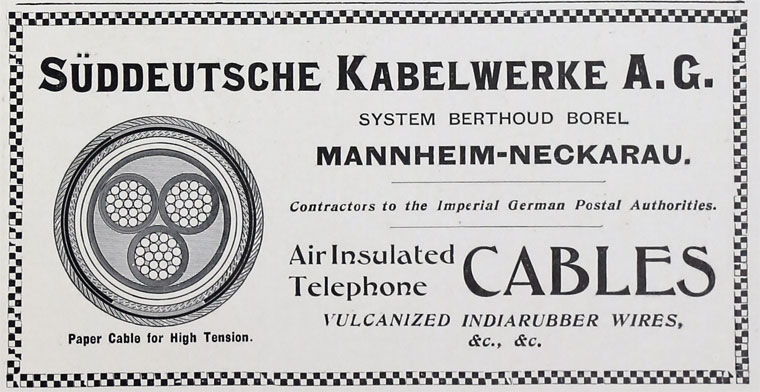 SÜDDEUTSCHE KABELWERKE A.G.
SYSTEM BERTHOUD BOREL
MANNHEIM-NECKARAU.
Contractors to the Imperial German Postal Authorities.
Air Insulated
Telephone
CABLES
VULCANIZED INDIARUBBER WIRES,
&c., &c.
Paper Cable for High Tension.